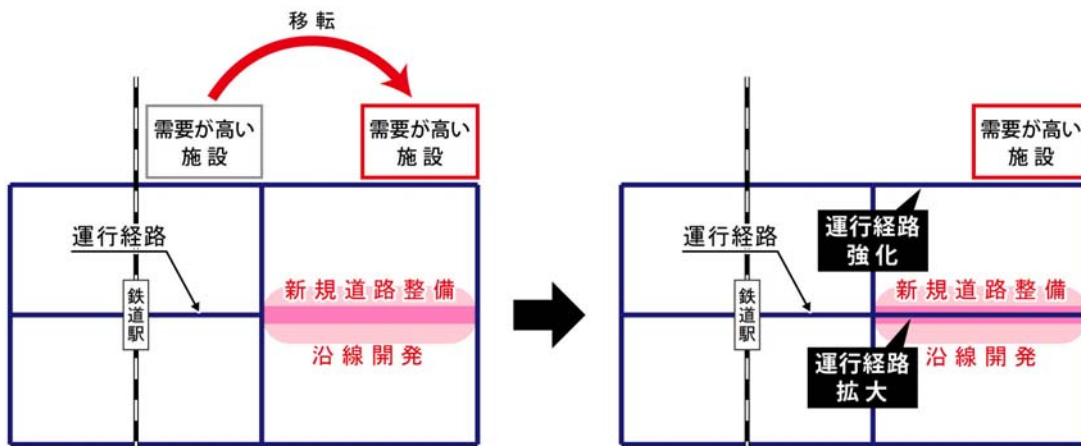 移転
需要が高い
施設
需要が高い
施設
運行経路
鉄道駅
新規道路整備
沿線開発
需要が高い
施設
運行経路
強化
運行経路
鉄道駅
新規道路整備
沿線開発
運行経路
拡大